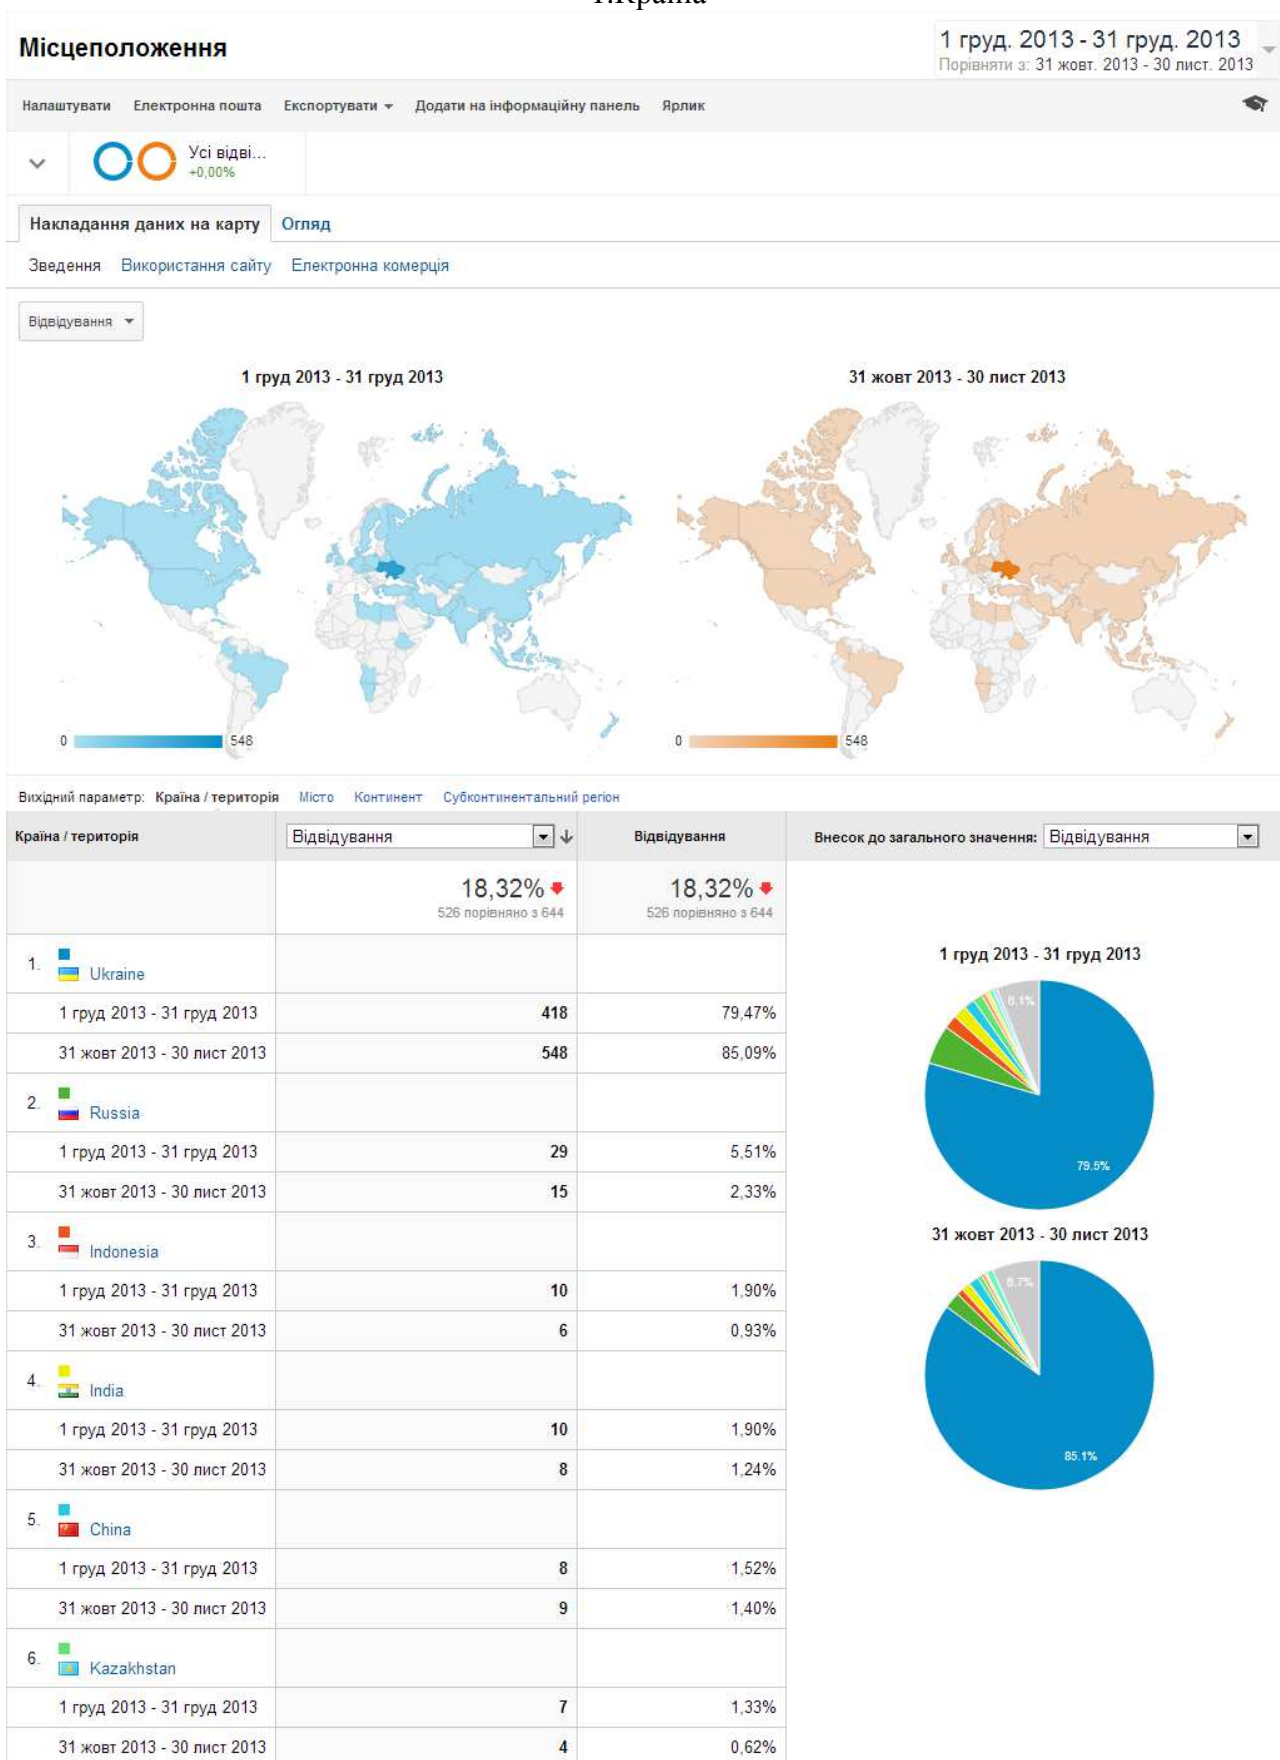 1.Країна
Місцеположення
1 груд. 2013 - 31 груд. 2013
Порівняти з: 31 жовт. 2013 - 30 лист. 2013
Налаштувати Електронна пошта Експортувати Додати на інформаційну панель Ярлик
Усі відві...
+0,00%
Накладання даних на карту Огляд
Зведення Використання сайту Електронна комерція
Відвідування
1 груд 2013 - 31 груд 2013 31 жовт 2013 - 30 лист 2013
0 548 0 548
Вихідний параметр: Країна / територія Місто Континент Субконтинентальний регіон
Країна / територія Відвідування Відвідування Внесок до загального значення: Відвідування
18,32% 18,32%
526 порівняно з 644 526 порівняно з 644
1. Ukraine
1 груд 2013 - 31 груд 2013 418 79,47%
31 жовт 2013 - 30 лист 2013 548 85,09%
2. Russia
1 груд 2013 - 31 груд 2013 29 5,51%
31 жовт 2013 - 30 лист 2013 15 2,33%
3. Indonesia
1 груд 2013 - 31 груд 2013 10 1,90%
31 жовт 2013 - 30 лист 2013 6 0,93%
4. India
1 груд 2013 - 31 груд 2013 10 1,90%
31 жовт 2013 - 30 лист 2013 8 1,24%
5. China
1 груд 2013 - 31 груд 2013 8 1,52%
31 жовт 2013 - 30 лист 2013 9 1,40%
6. Kazakhstan
1 груд 2013 - 31 груд 2013 7 1,33%
31 жовт 2013 - 30 лист 2013 4 0,62%
1 груд 2013 - 31 груд 2013
79.5%
31 жовт 2013 - 30 лист 2013
6.7%
85.1%